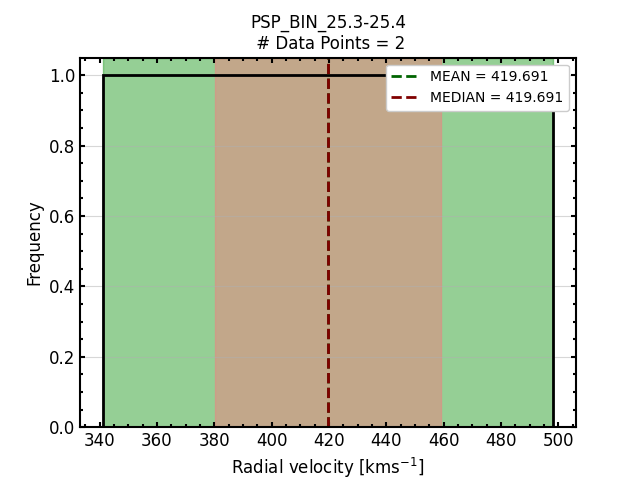 PSP_BIN_25.3-25.4
# Data Points = 2
MEAN = 419.691
MEDIAN = 419.691
1.0
0.8
0.6
0.4
0.2
0.0
Frequency
340 360 380 400 420 440 460 480 500
Radial velocity [kms⁻¹]